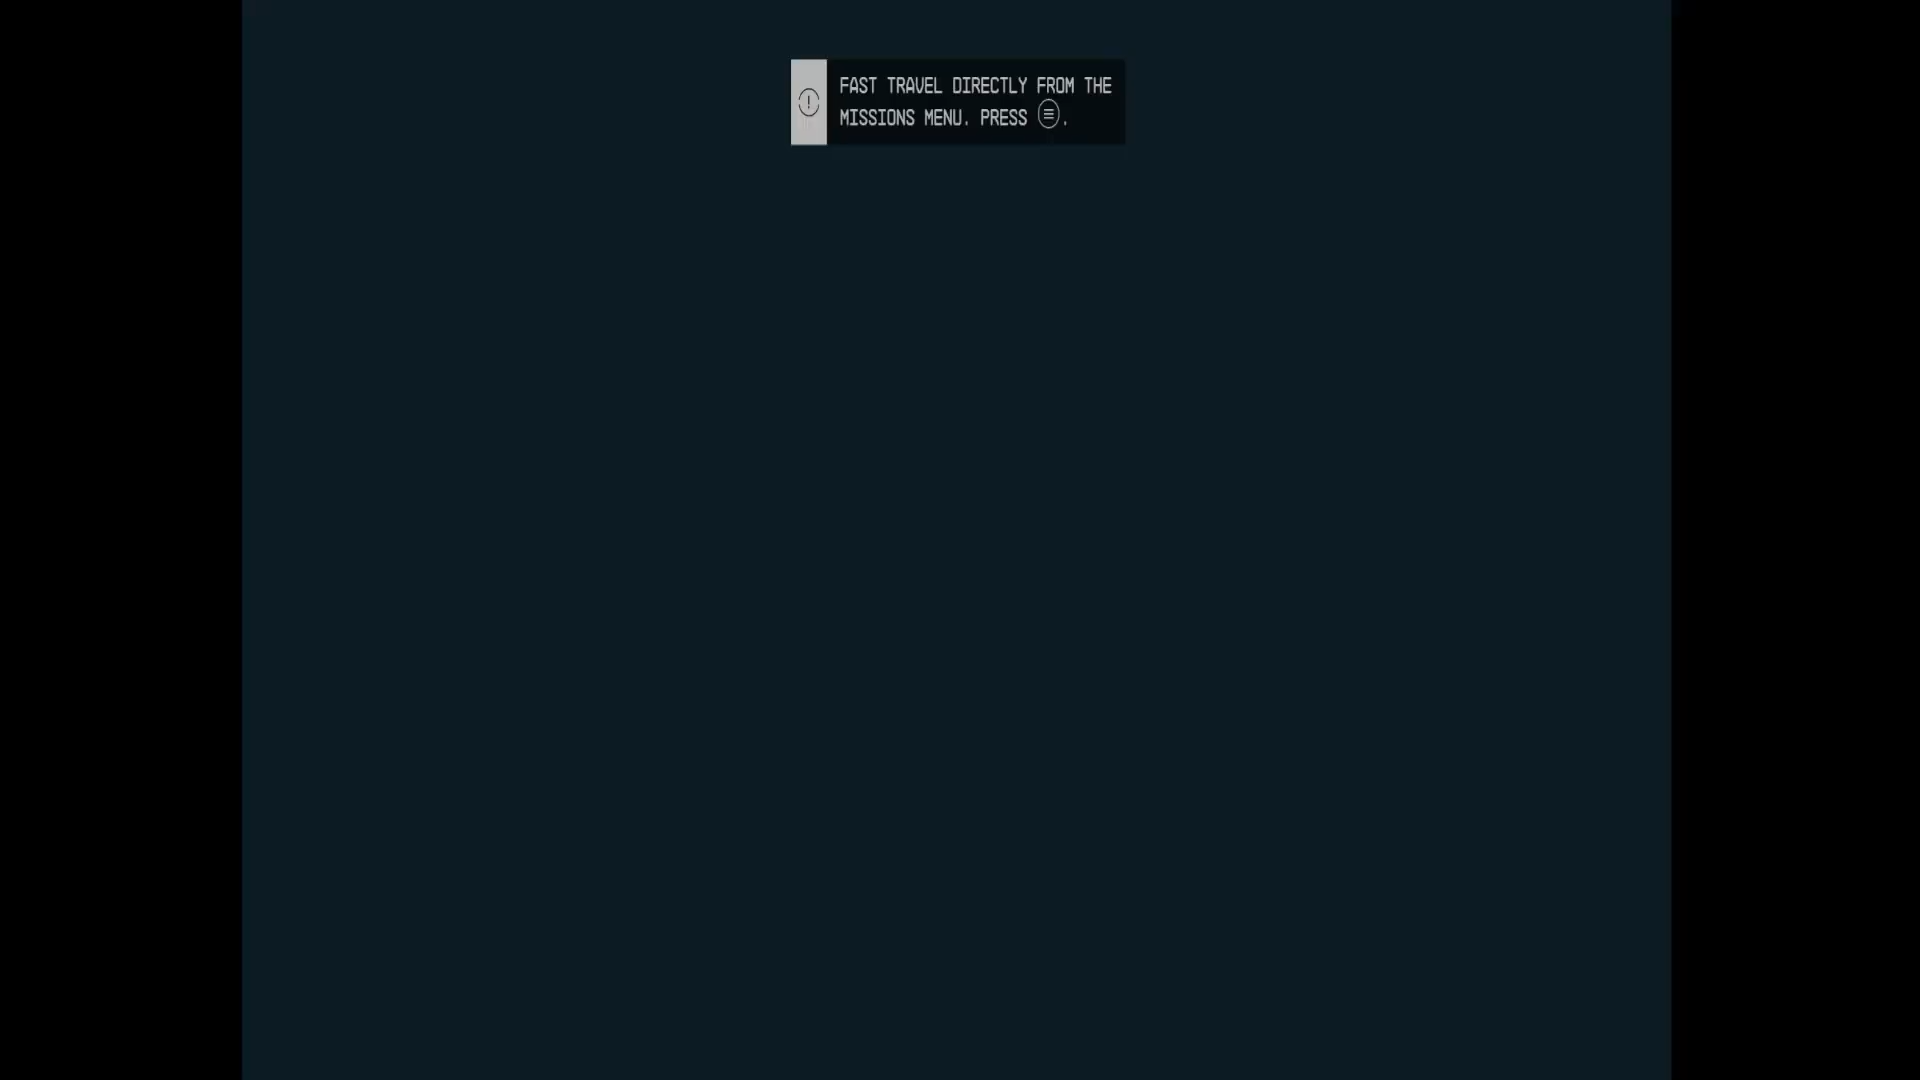 FAST TRAVEL DIRECTLY FROM THE
MISSIONS MENU. PRESS .